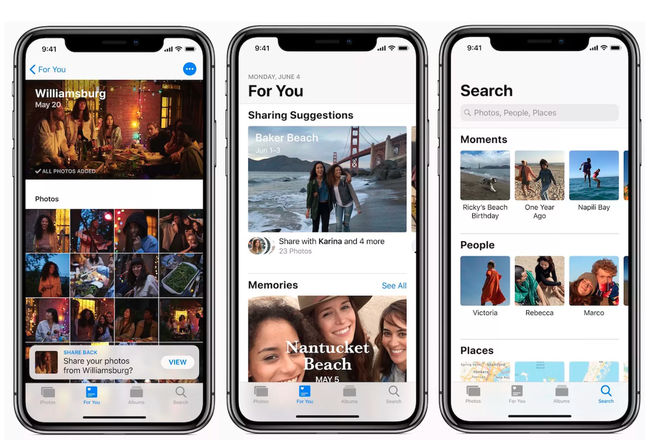 9:41
For You
Williamsburg
May 20
ALL PHOTOS ADDED
Photos
SHARE BACK
Share your photos
from Williamsburg?
VIEW
Photos
For You
Albums
Search
9:41
MONDAY, JUNE 4
For You
Sharing Suggestions
Baker Beach
Jun 1–3
Share with Karina and 4 more
23 Photos
Memories
See All
Nantucket
Beach
MAY 5
Photos
For You
Albums
Search
9:41
Search
Photos, People, Places
Moments
Ricky's Beach
Birthday
One Year
Ago
Napili Bay
People
Victoria
Rebecca
Marco
Places
Photos
For You
Albums
Search